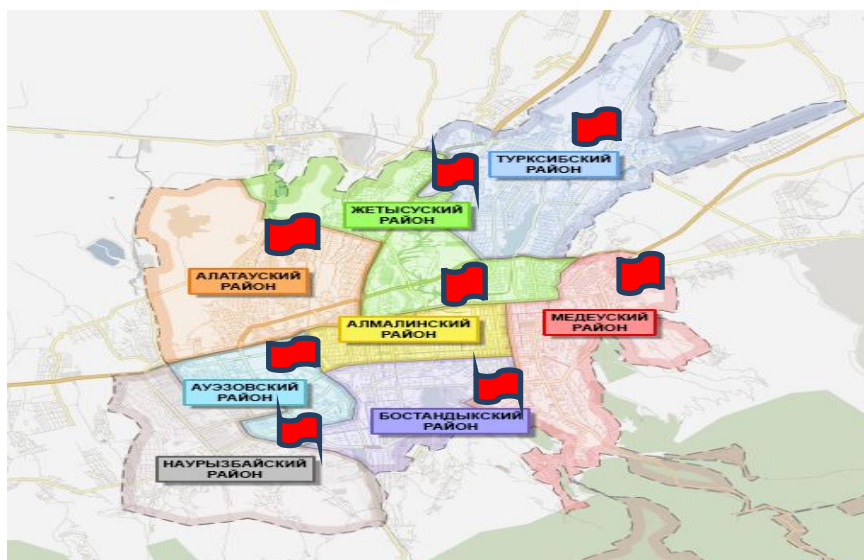 ТУРКСИБСКИЙ
РАЙОН
ЖЕТЫСУСКИЙ
РАЙОН
АЛАТАУСКИЙ
РАЙОН
АЛМАЛИНСКИЙ
РАЙОН
МЕДЕУСКИЙ
РАЙОН
АУЭЗОВСКИЙ
РАЙОН
БОСТАНДЫКСКИЙ
РАЙОН
НАУРЫЗБАЙСКИЙ
РАЙОН